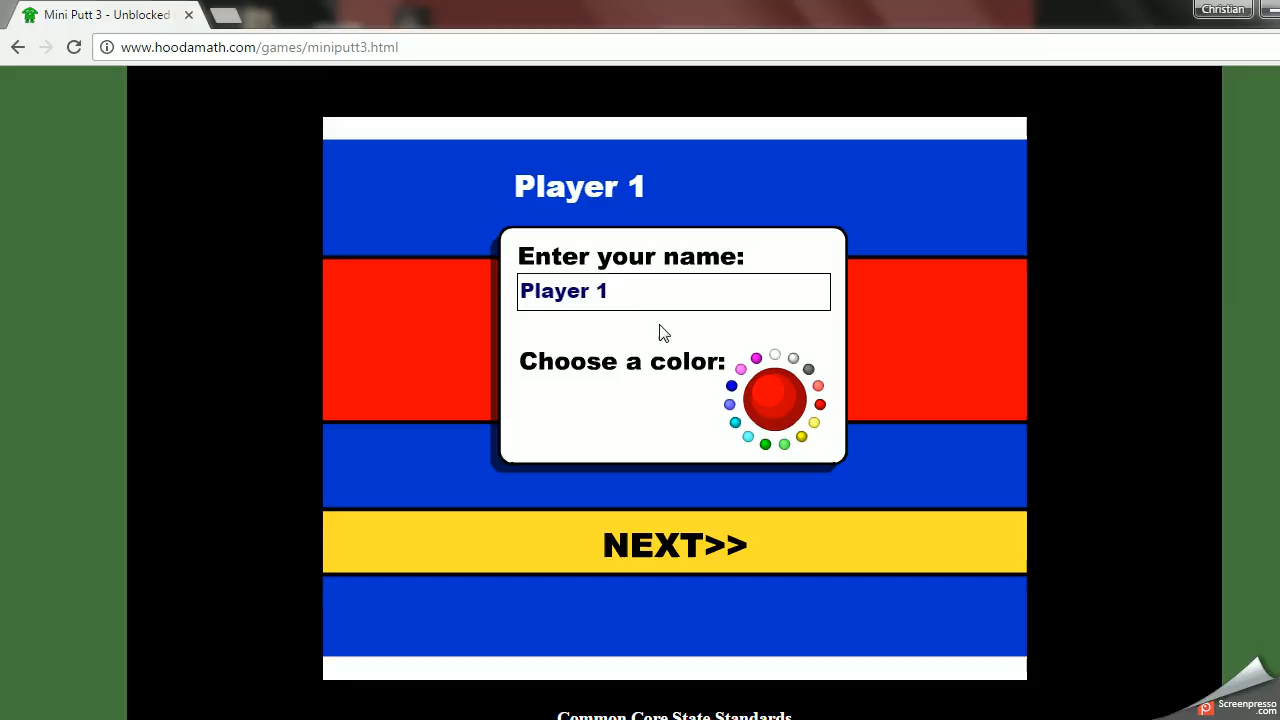 Mini Putt 3 - Unblocked
Christian
www.hoodamath.com/games/miniputt3.html
Player 1
Enter your name:
Player 1
Choose a color:
NEXT>>
Common Core State Standards
Screenpresso
.com